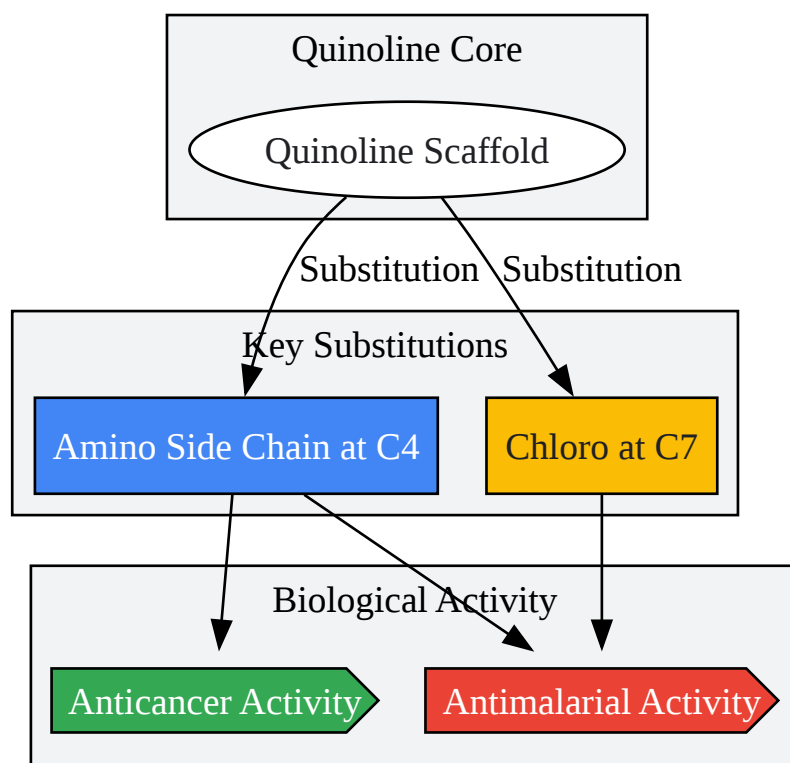 Quinoline Core
Quinoline Scaffold
Substitution
Substitution
Key Substitutions
Amino Side Chain at C4
Chloro at C7
Biological Activity
Anticancer Activity
Antimalarial Activity